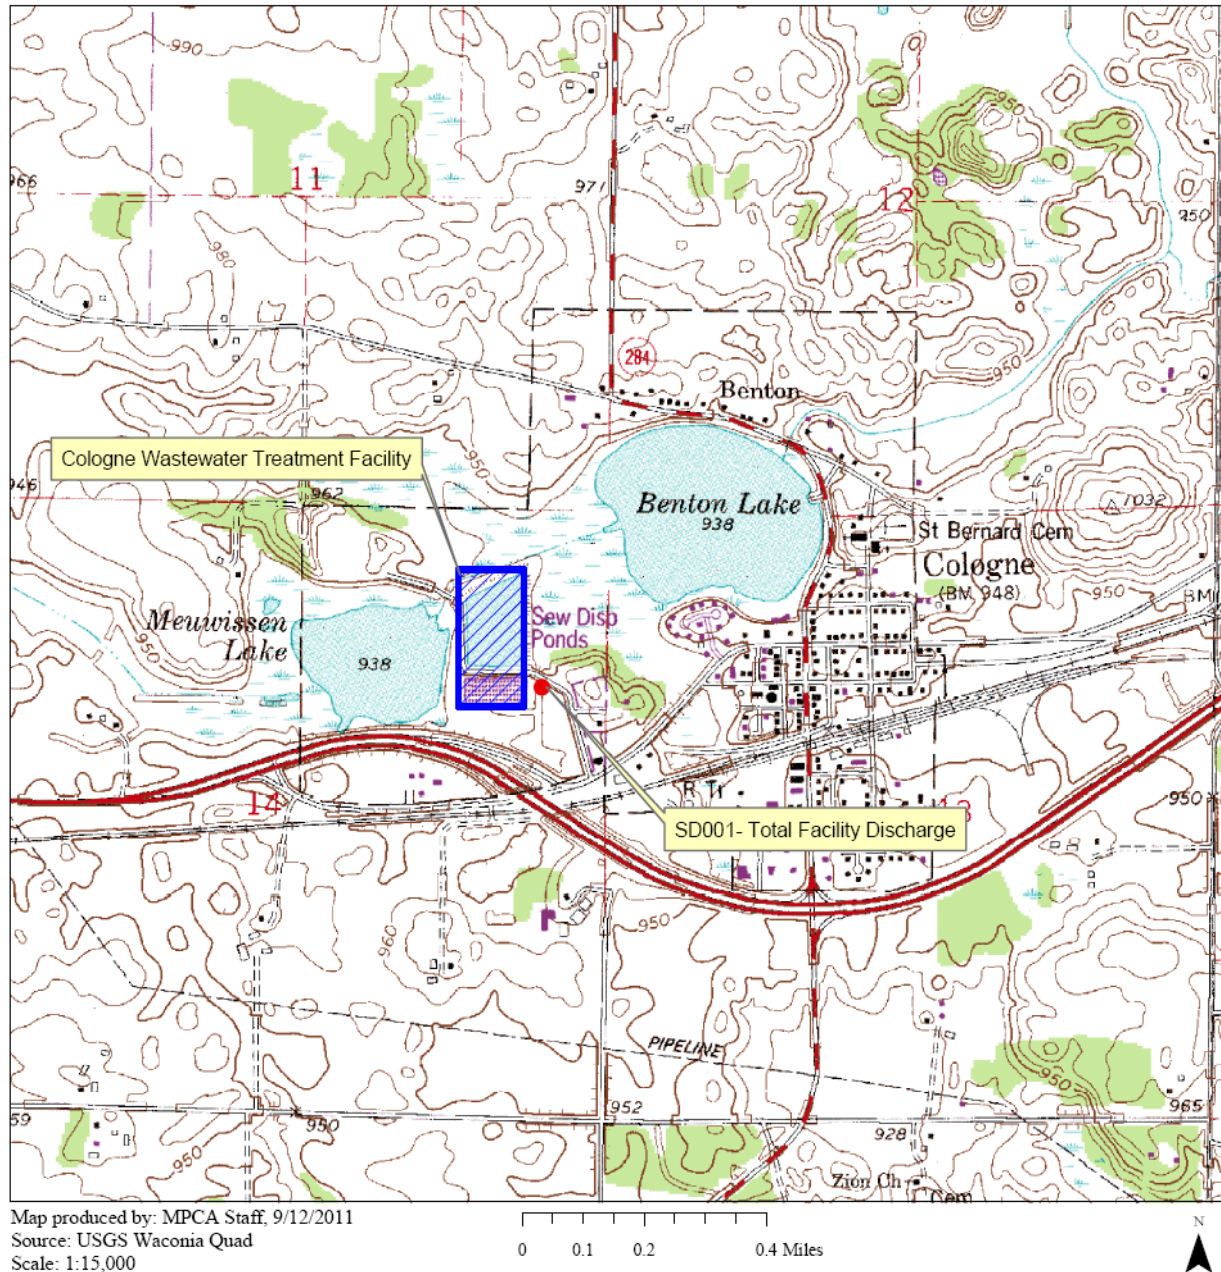 990
950
11
971
12
966
950
980
284
950
Benton
Cologne Wastewater Treatment Facility
950
946
962
Benton Lake
938
1032
St Bernard Cem
Cologne
(BM 948)
950
BM
Meuwissen
Lake
Sew Disp
Ponds
950
938
R Tr
14
950
SD001- Total Facility Discharge
950
960
PIPELINE
950
952
965
59
950
928
950
Zion Ch
Cem
Map produced by: MPCA Staff, 9/12/2011
Source: USGS Waconia Quad
Scale: 1:15,000
0 0.1 0.2 0.4 Miles
N